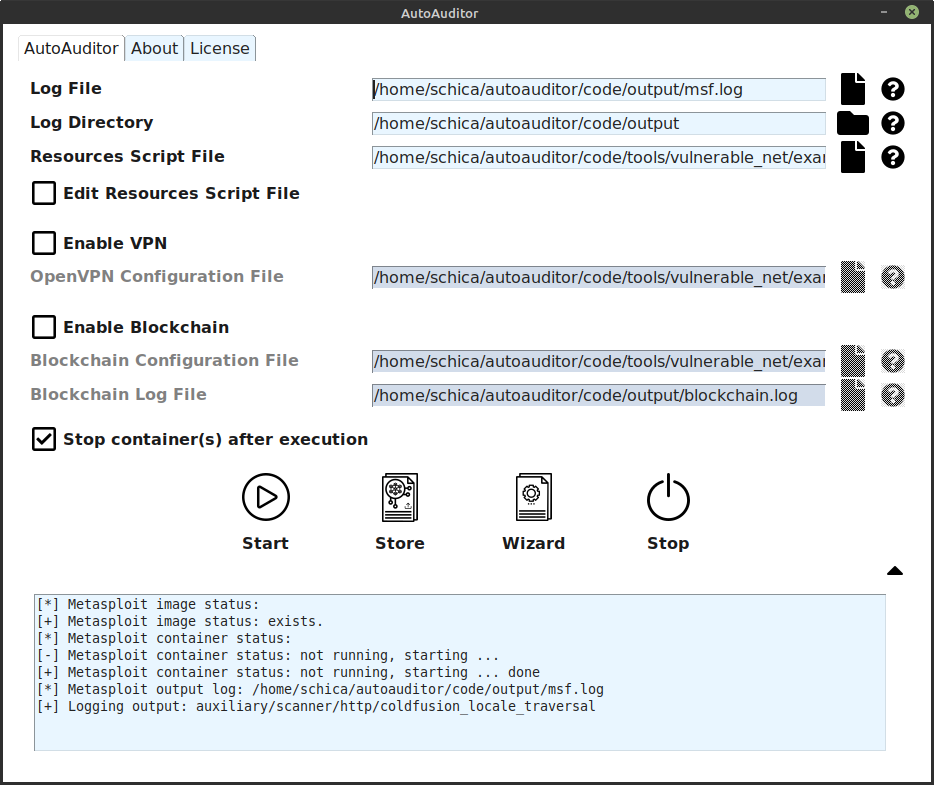 AutoAuditor
AutoAuditor About License
Log File /home/schica/autoauditor/code/output/msf.log
Log Directory /home/schica/autoauditor/code/output
Resources Script File /home/schica/autoauditor/code/tools/vulnerable_net/exar
Edit Resources Script File
Enable VPN
OpenVPN Configuration File /home/schica/autoauditor/code/tools/vulnerable_net/exar
Enable Blockchain
Blockchain Configuration File /home/schica/autoauditor/code/tools/vulnerable_net/exar
Blockchain Log File /home/schica/autoauditor/code/output/blockchain.log
Stop container(s) after execution
Start Store Wizard Stop
[*] Metasploit image status:
[+] Metasploit image status: exists.
[*] Metasploit container status:
[-] Metasploit container status: not running, starting ...
[+] Metasploit container status: not running, starting ... done
[*] Metasploit output log: /home/schica/autoauditor/code/output/msf.log
[+] Logging output: auxiliary/scanner/http/coldfusion_locale_traversal